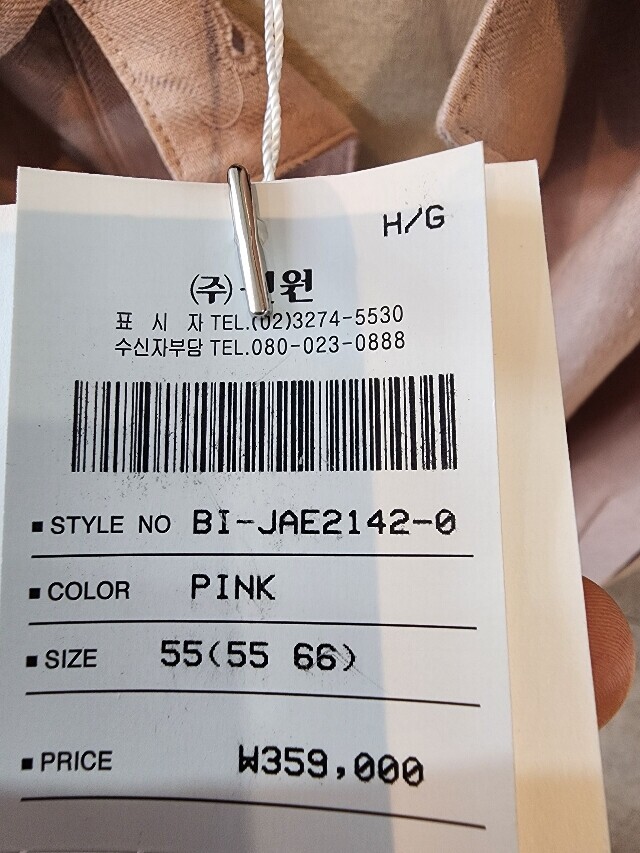 H/G
(주) 원
표 시 자 TEL.(02)3274-5530
수신자부담 TEL.080-023-0888
■ STYLE NO BI-JAE2142-0
■ COLOR PINK
■ SIZE 55(55 66)
■ PRICE ₩359,000